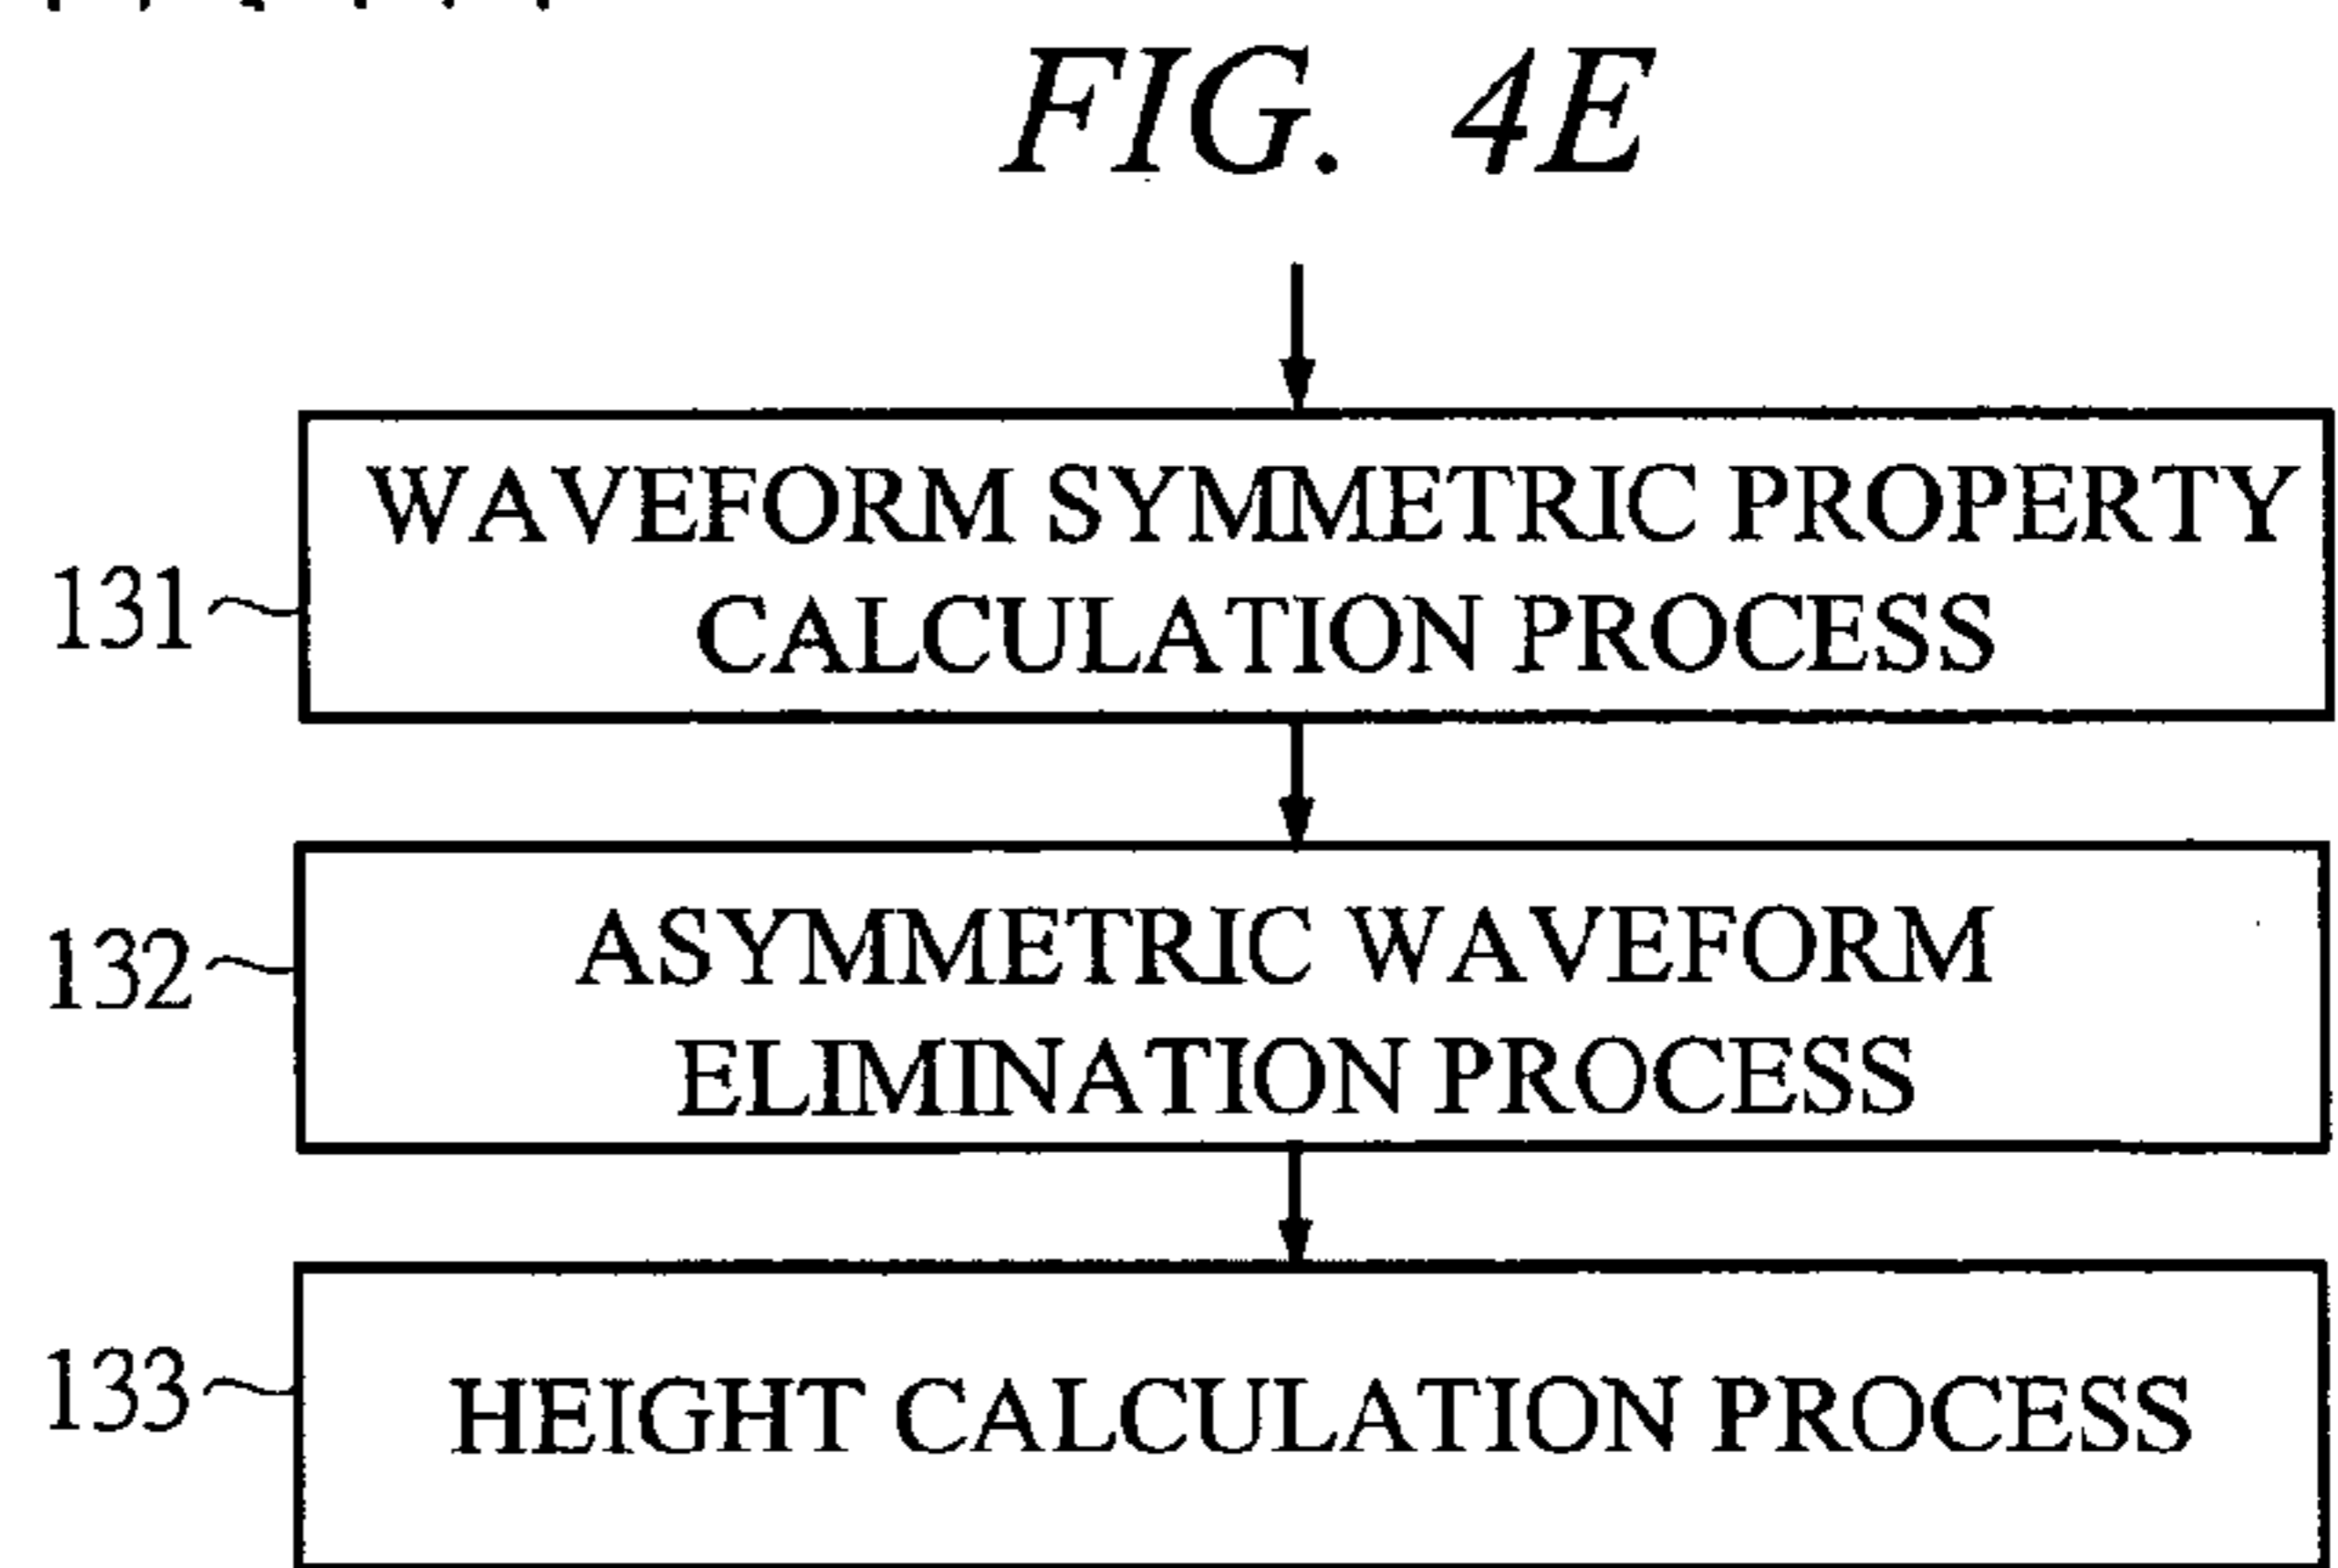 FIG. 4E
WAVEFORM SYMMETRIC PROPERTY
CALCULATION PROCESS
131
ASYMMETRIC WAVEFORM
ELIMINATION PROCESS
132
HEIGHT CALCULATION PROCESS
133